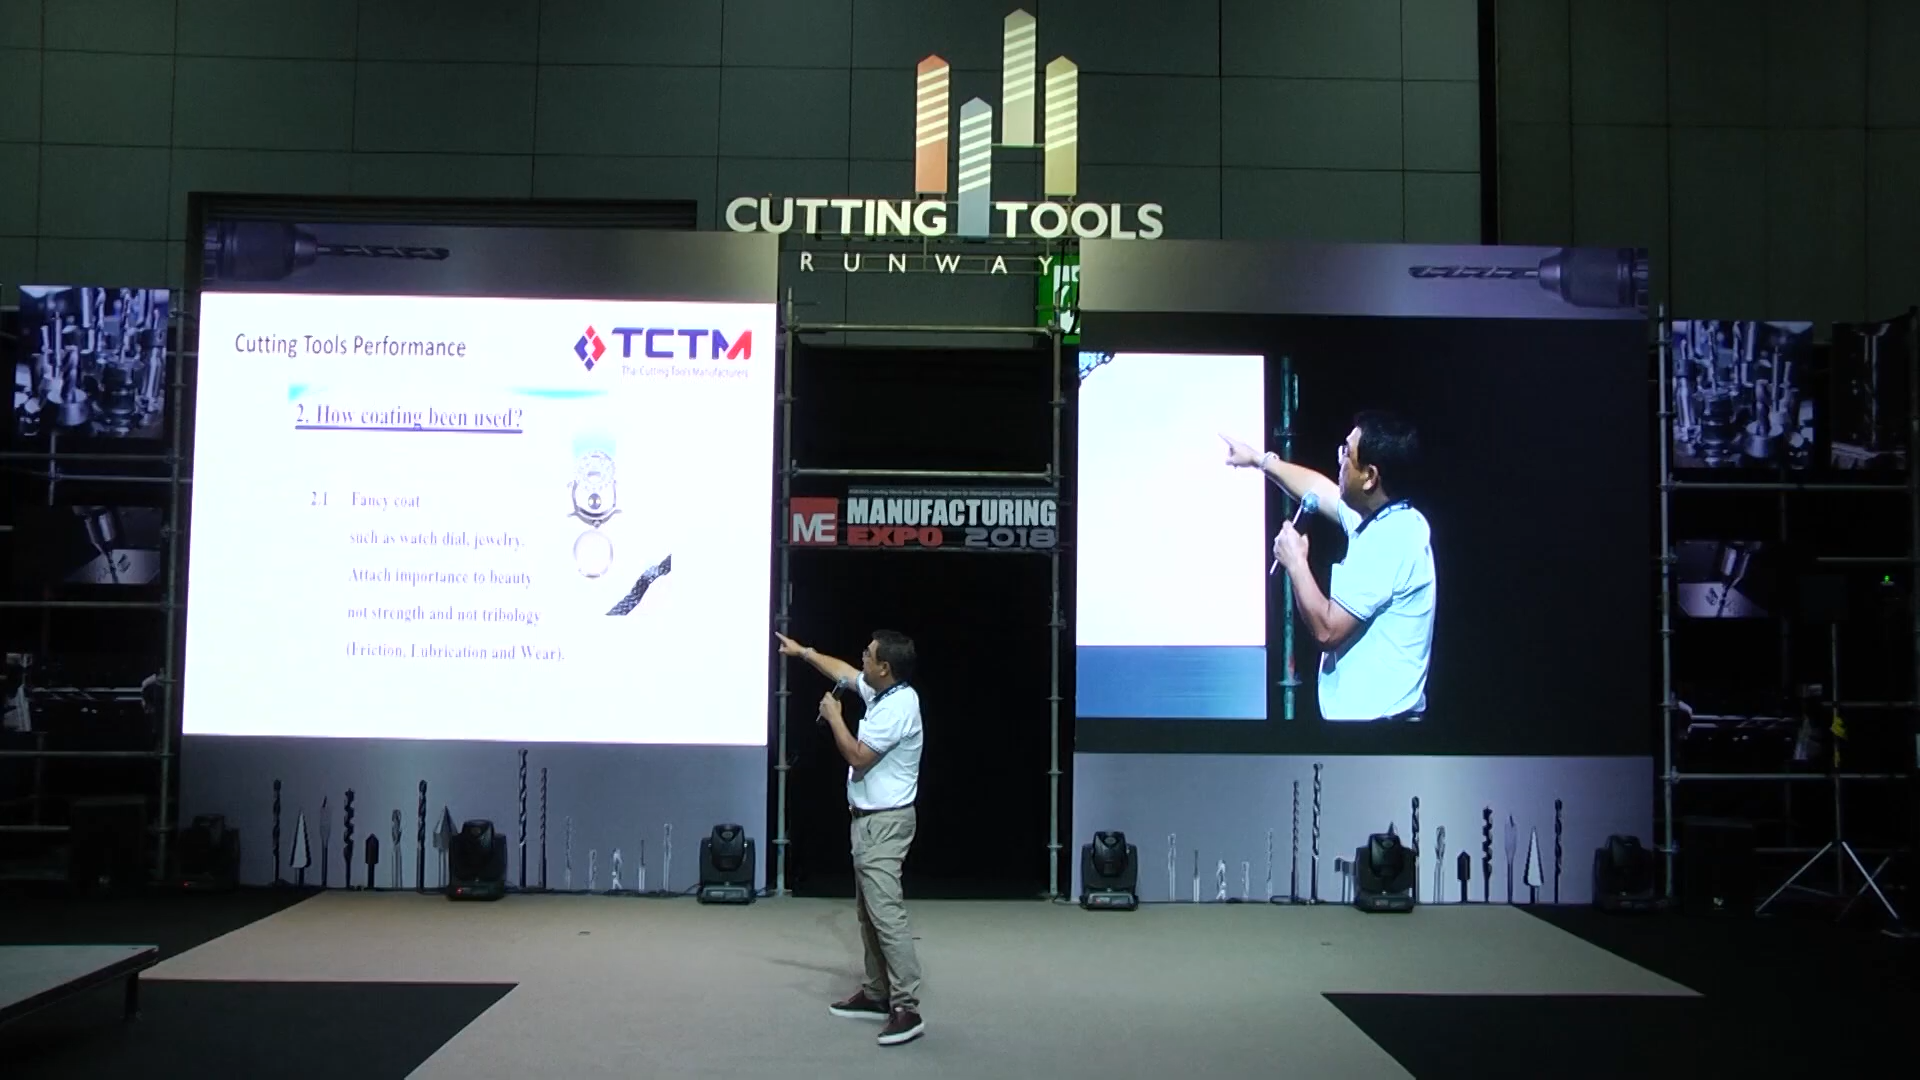 CUTTING TOOLS
RUNWAY
Cutting Tools Performance
TCTM
Thai Cutting Tools Manufacturers
2. How coating been used?
2.1 Fancy coat
such as watch dial, jewelry.
Attach importance to beauty
not strength and not tribology
(Friction, Lubrication and Wear).
ME
MANUFACTURING
EXPO 2018